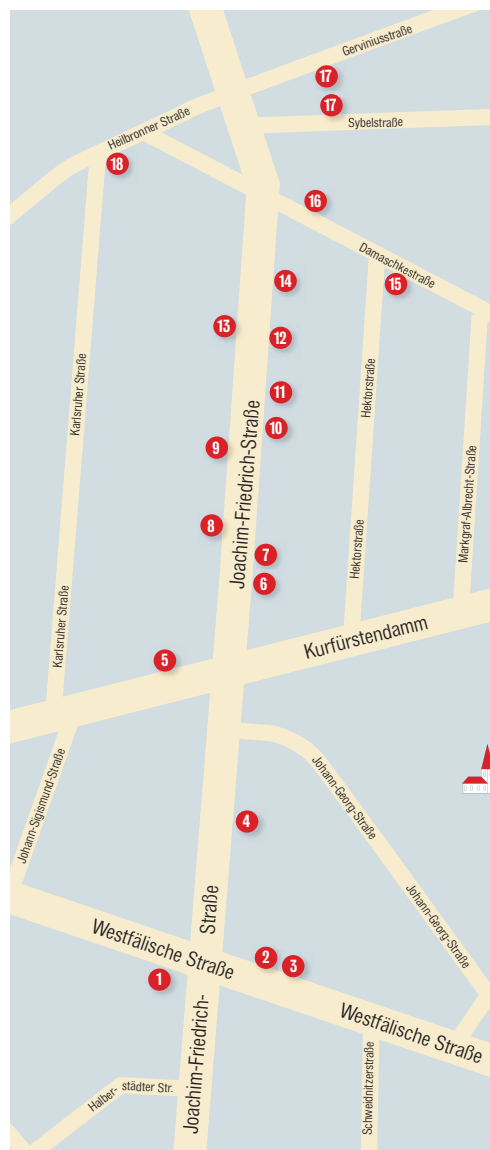 Gerviniusstraße
17
17
Sybelstraße
Heilbronner Straße
18
16
Damaschkestraße
15
14
13
12
Karlsruher Straße
Hektorstraße
11
Joachim-Friedrich-Straße
10
9
Markgraf-Albrecht-Straße
8
Hektorstraße
7
6
Karlsruher Straße
Kurfürstendamm
5
Johann-Sigismund-Straße
Johann-Georg-Straße
4
Johann-Georg-Straße
Joachim-Friedrich-
Straße
Westfälische Straße
2
3
1
Westfälische Straße
Schweidnitzerstraße
Halber-
städter Str.